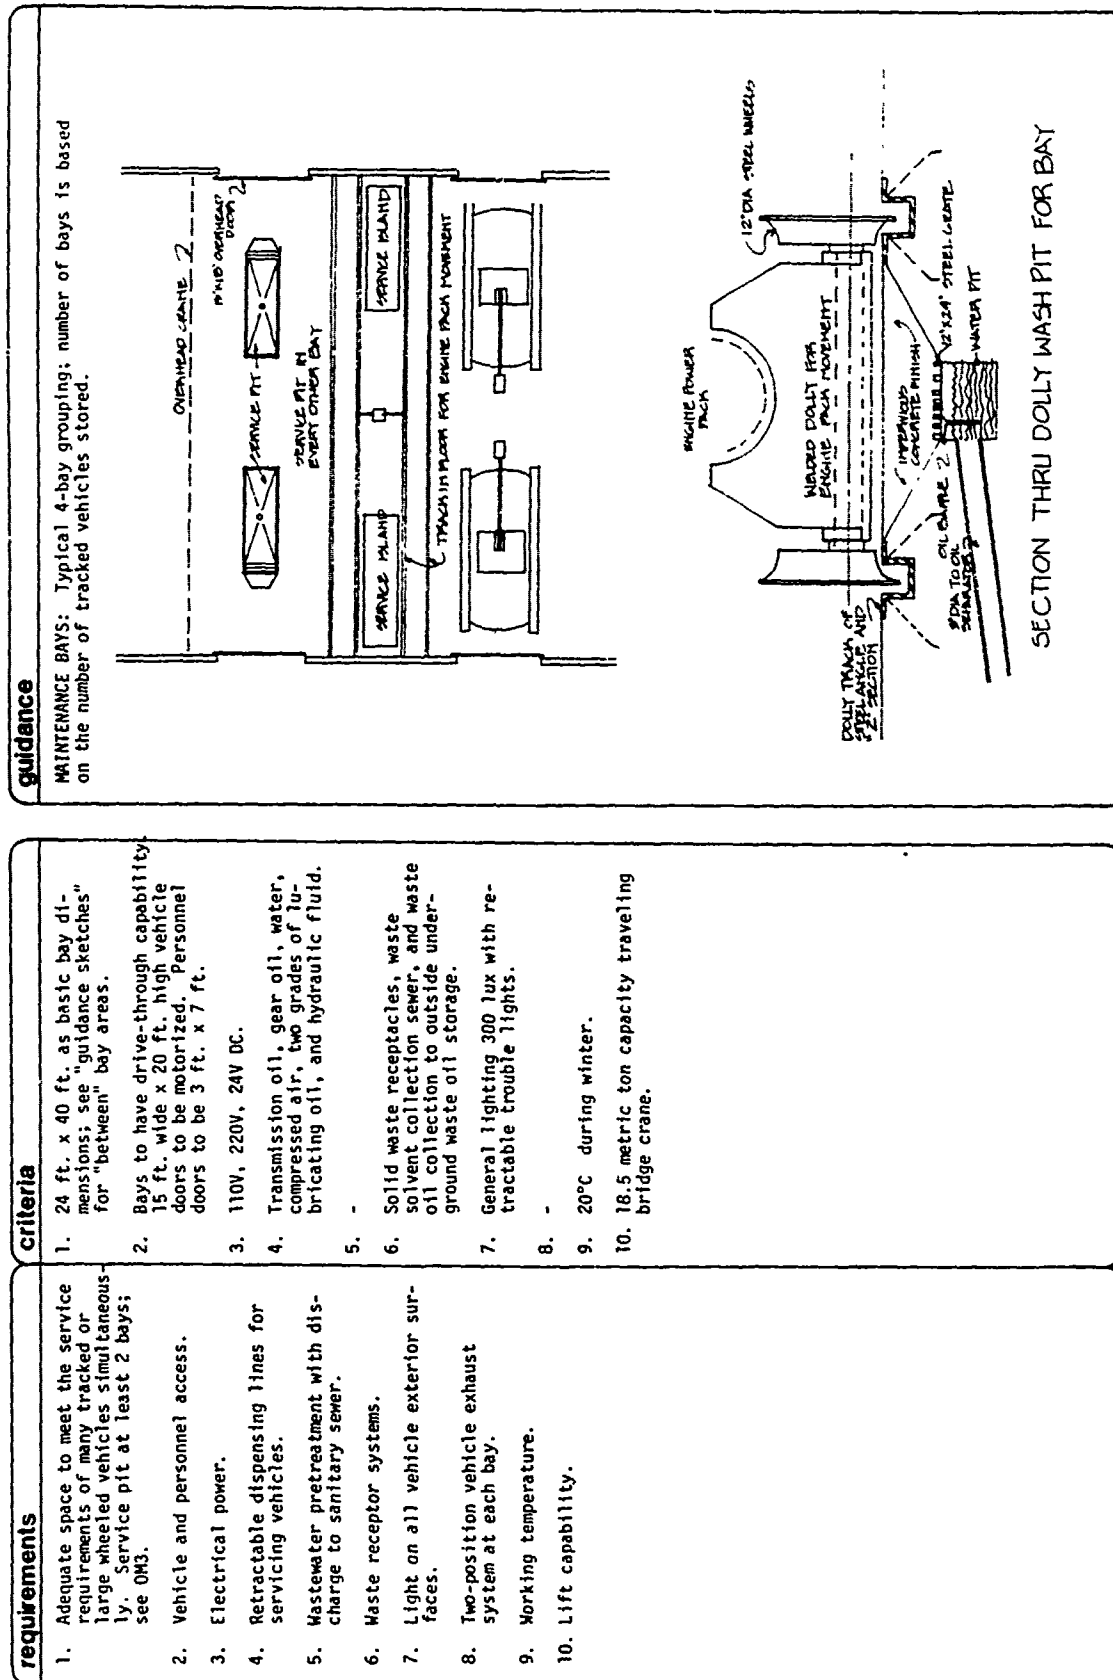 requirements
1. Adequate space to meet the service
requirements of many tracked or
large wheeled vehicles simultaneous-
ly. Service pit at least 2 bays;
see OM3.
2. Vehicle and personnel access.
3. Electrical power.
4. Retractable dispensing lines for
servicing vehicles.
5. Wastewater pretreatment with dis-
charge to sanitary sewer.
6. Waste receptor systems.
7. Light on all vehicle exterior sur-
faces.
8. Two-position vehicle exhaust
system at each bay.
9. Working temperature.
10. Lift capability.
criteria
1. 24 ft. x 40 ft. as basic bay di-
mensions; see "guidance sketches"
for "between" bay areas.
2. Bays to have drive-through capability.
15 ft. wide x 20 ft. high vehicle
doors to be motorized. Personnel
doors to be 3 ft. x 7 ft.
3. 110V, 220V, 24V DC.
4. Transmission oil, gear oil, water,
compressed air, two grades of lu-
bricating oil, and hydraulic fluid.
5. -
6. Solid waste receptacles, waste
solvent collection sewer, and waste
oil collection to outside under-
ground waste oil storage.
7. General lighting 300 lux with re-
tractable trouble lights.
8. -
9. 20°C during winter.
10. 18.5 metric ton capacity traveling
bridge crane.
guidance
MAINTENANCE BAYS: Typical 4-bay grouping; number of bays is based
on the number of tracked vehicles stored.
OVERHEAD CRANE
OVERHEAD
DOOR
SERVICE PIT
SERVICE PIT IN
EVERY OTHER BAY
SERVICE ISLAND
SERVICE ISLAND
TRACK IN FLOOR FOR ENGINE PACK MOVEMENT
ENGINE POWER
PACK
12" DIA STEEL WHEELS
WELDED DOLLY FOR
ENGINE PACK MOVEMENT
DOLLY TRACK OF
STEEL ANGLE AND
"Z" SECTION
IMPERVIOUS
CONCRETE FINISH
12"X24" STEEL GRATE
WATER PIT
OIL BAFFLE
DIA TO OIL
SEPARATOR
SECTION THRU DOLLY WASH PIT FOR BAY